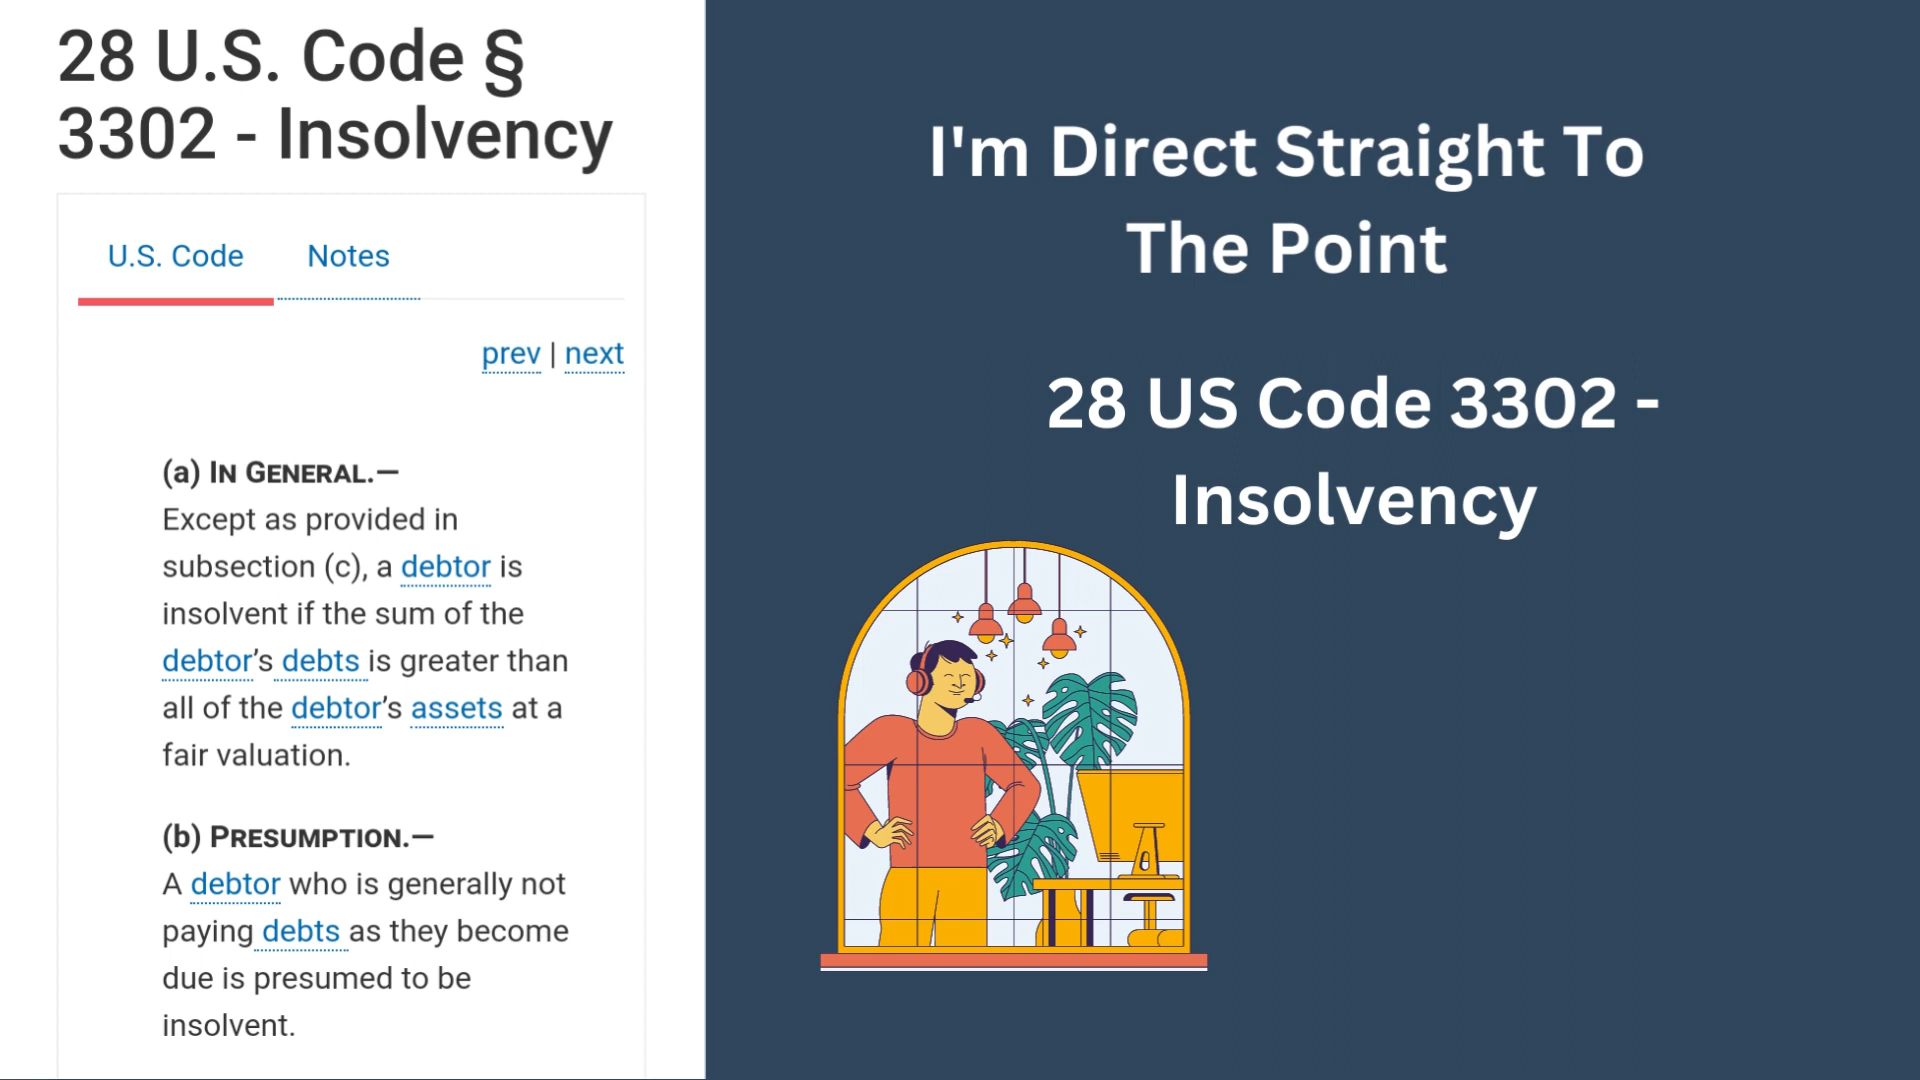 28 U.S. Code §
3302 - Insolvency
U.S. Code
Notes
prev | next
(a) IN GENERAL.—
Except as provided in
subsection (c), a debtor is
insolvent if the sum of the
debtor’s debts is greater than
all of the debtor’s assets at a
fair valuation.
(b) PRESUMPTION.—
A debtor who is generally not
paying debts as they become
due is presumed to be
insolvent.
I'm Direct Straight To
The Point
28 US Code 3302 -
Insolvency